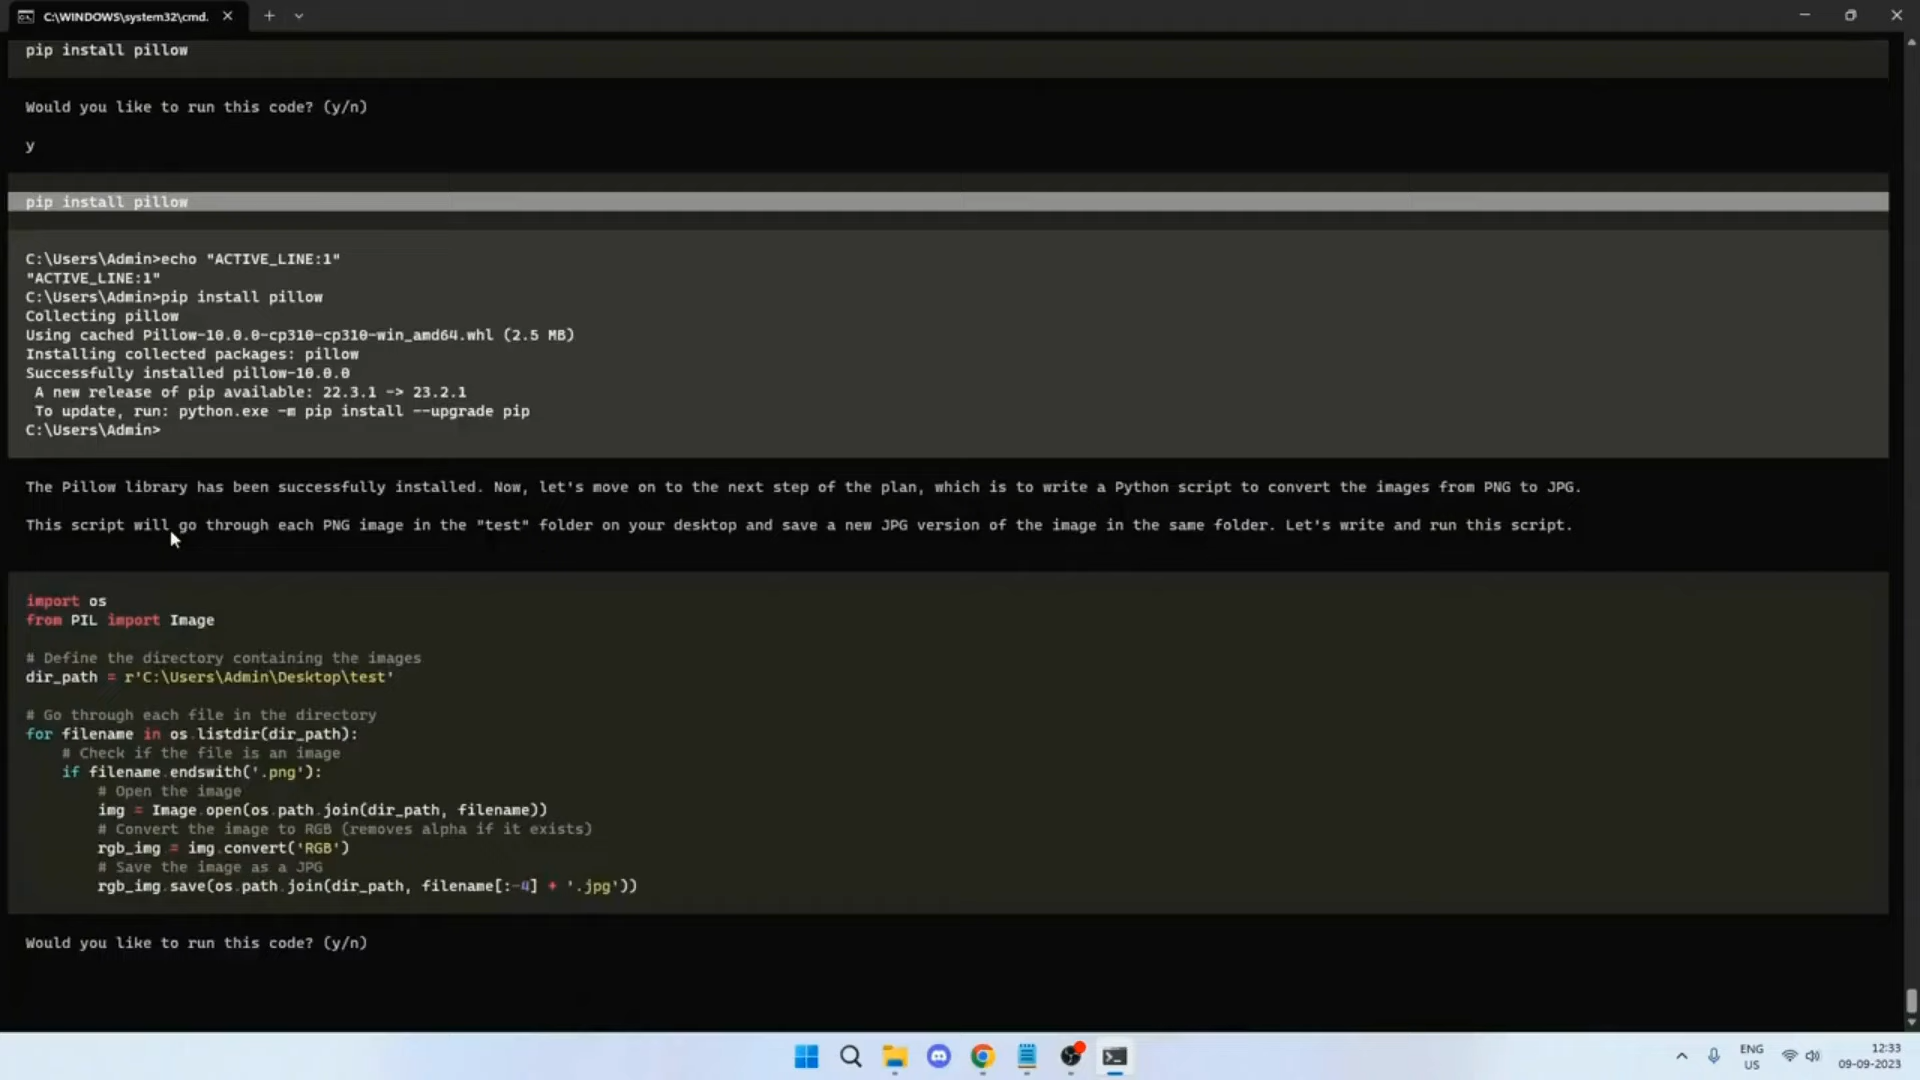 C:\WINDOWS\system32\cmd.
pip install pillow
Would you like to run this code? (y/n)
y
pip install pillow
C:\Users\Admin>echo "ACTIVE_LINE:1"
"ACTIVE_LINE:1"
C:\Users\Admin>pip install pillow
Collecting pillow
Using cached Pillow-10.0.0-cp310-cp310-win_amd64.whl (2.5 MB)
Installing collected packages: pillow
Successfully installed pillow-10.0.0
A new release of pip available: 22.3.1 -> 23.2.1
To update, run: python.exe -m pip install --upgrade pip
C:\Users\Admin>
The Pillow library has been successfully installed. Now, let's move on to the next step of the plan, which is to write a Python script to convert the images from PNG to JPG.
This script will go through each PNG image in the "test" folder on your desktop and save a new JPG version of the image in the same folder. Let's write and run this script.
import os
from PIL import Image
# Define the directory containing the images
dir_path = r'C:\Users\Admin\Desktop\test'
# Go through each file in the directory
for filename in os.listdir(dir_path):
# Check if the file is an image
if filename.endswith('.png'):
# Open the image
img = Image.open(os.path.join(dir_path, filename))
# Convert the image to RGB (removes alpha if it exists)
rgb_img = img.convert('RGB')
# Save the image as a JPG
rgb_img.save(os.path.join(dir_path, filename[:-4] + '.jpg'))
Would you like to run this code? (y/n)
ENG
US
12:33
09-09-2023